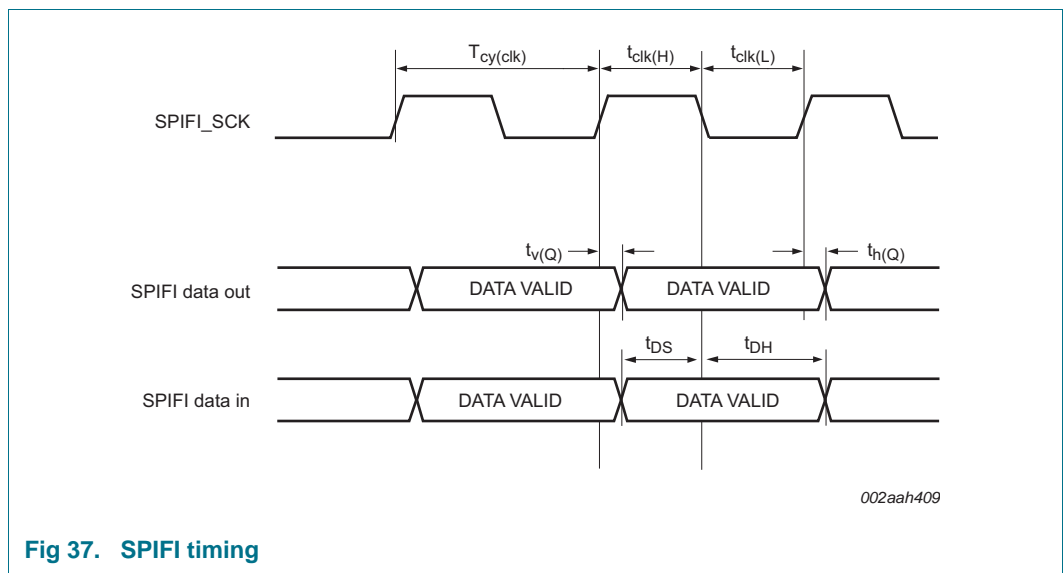 Tcy(clk) tclk(H) tclk(L)
SPIFI_SCK
tv(Q) th(Q)
SPIFI data out DATA VALID DATA VALID
tDS tDH
SPIFI data in DATA VALID DATA VALID
002aah409
Fig 37. SPIFI timing